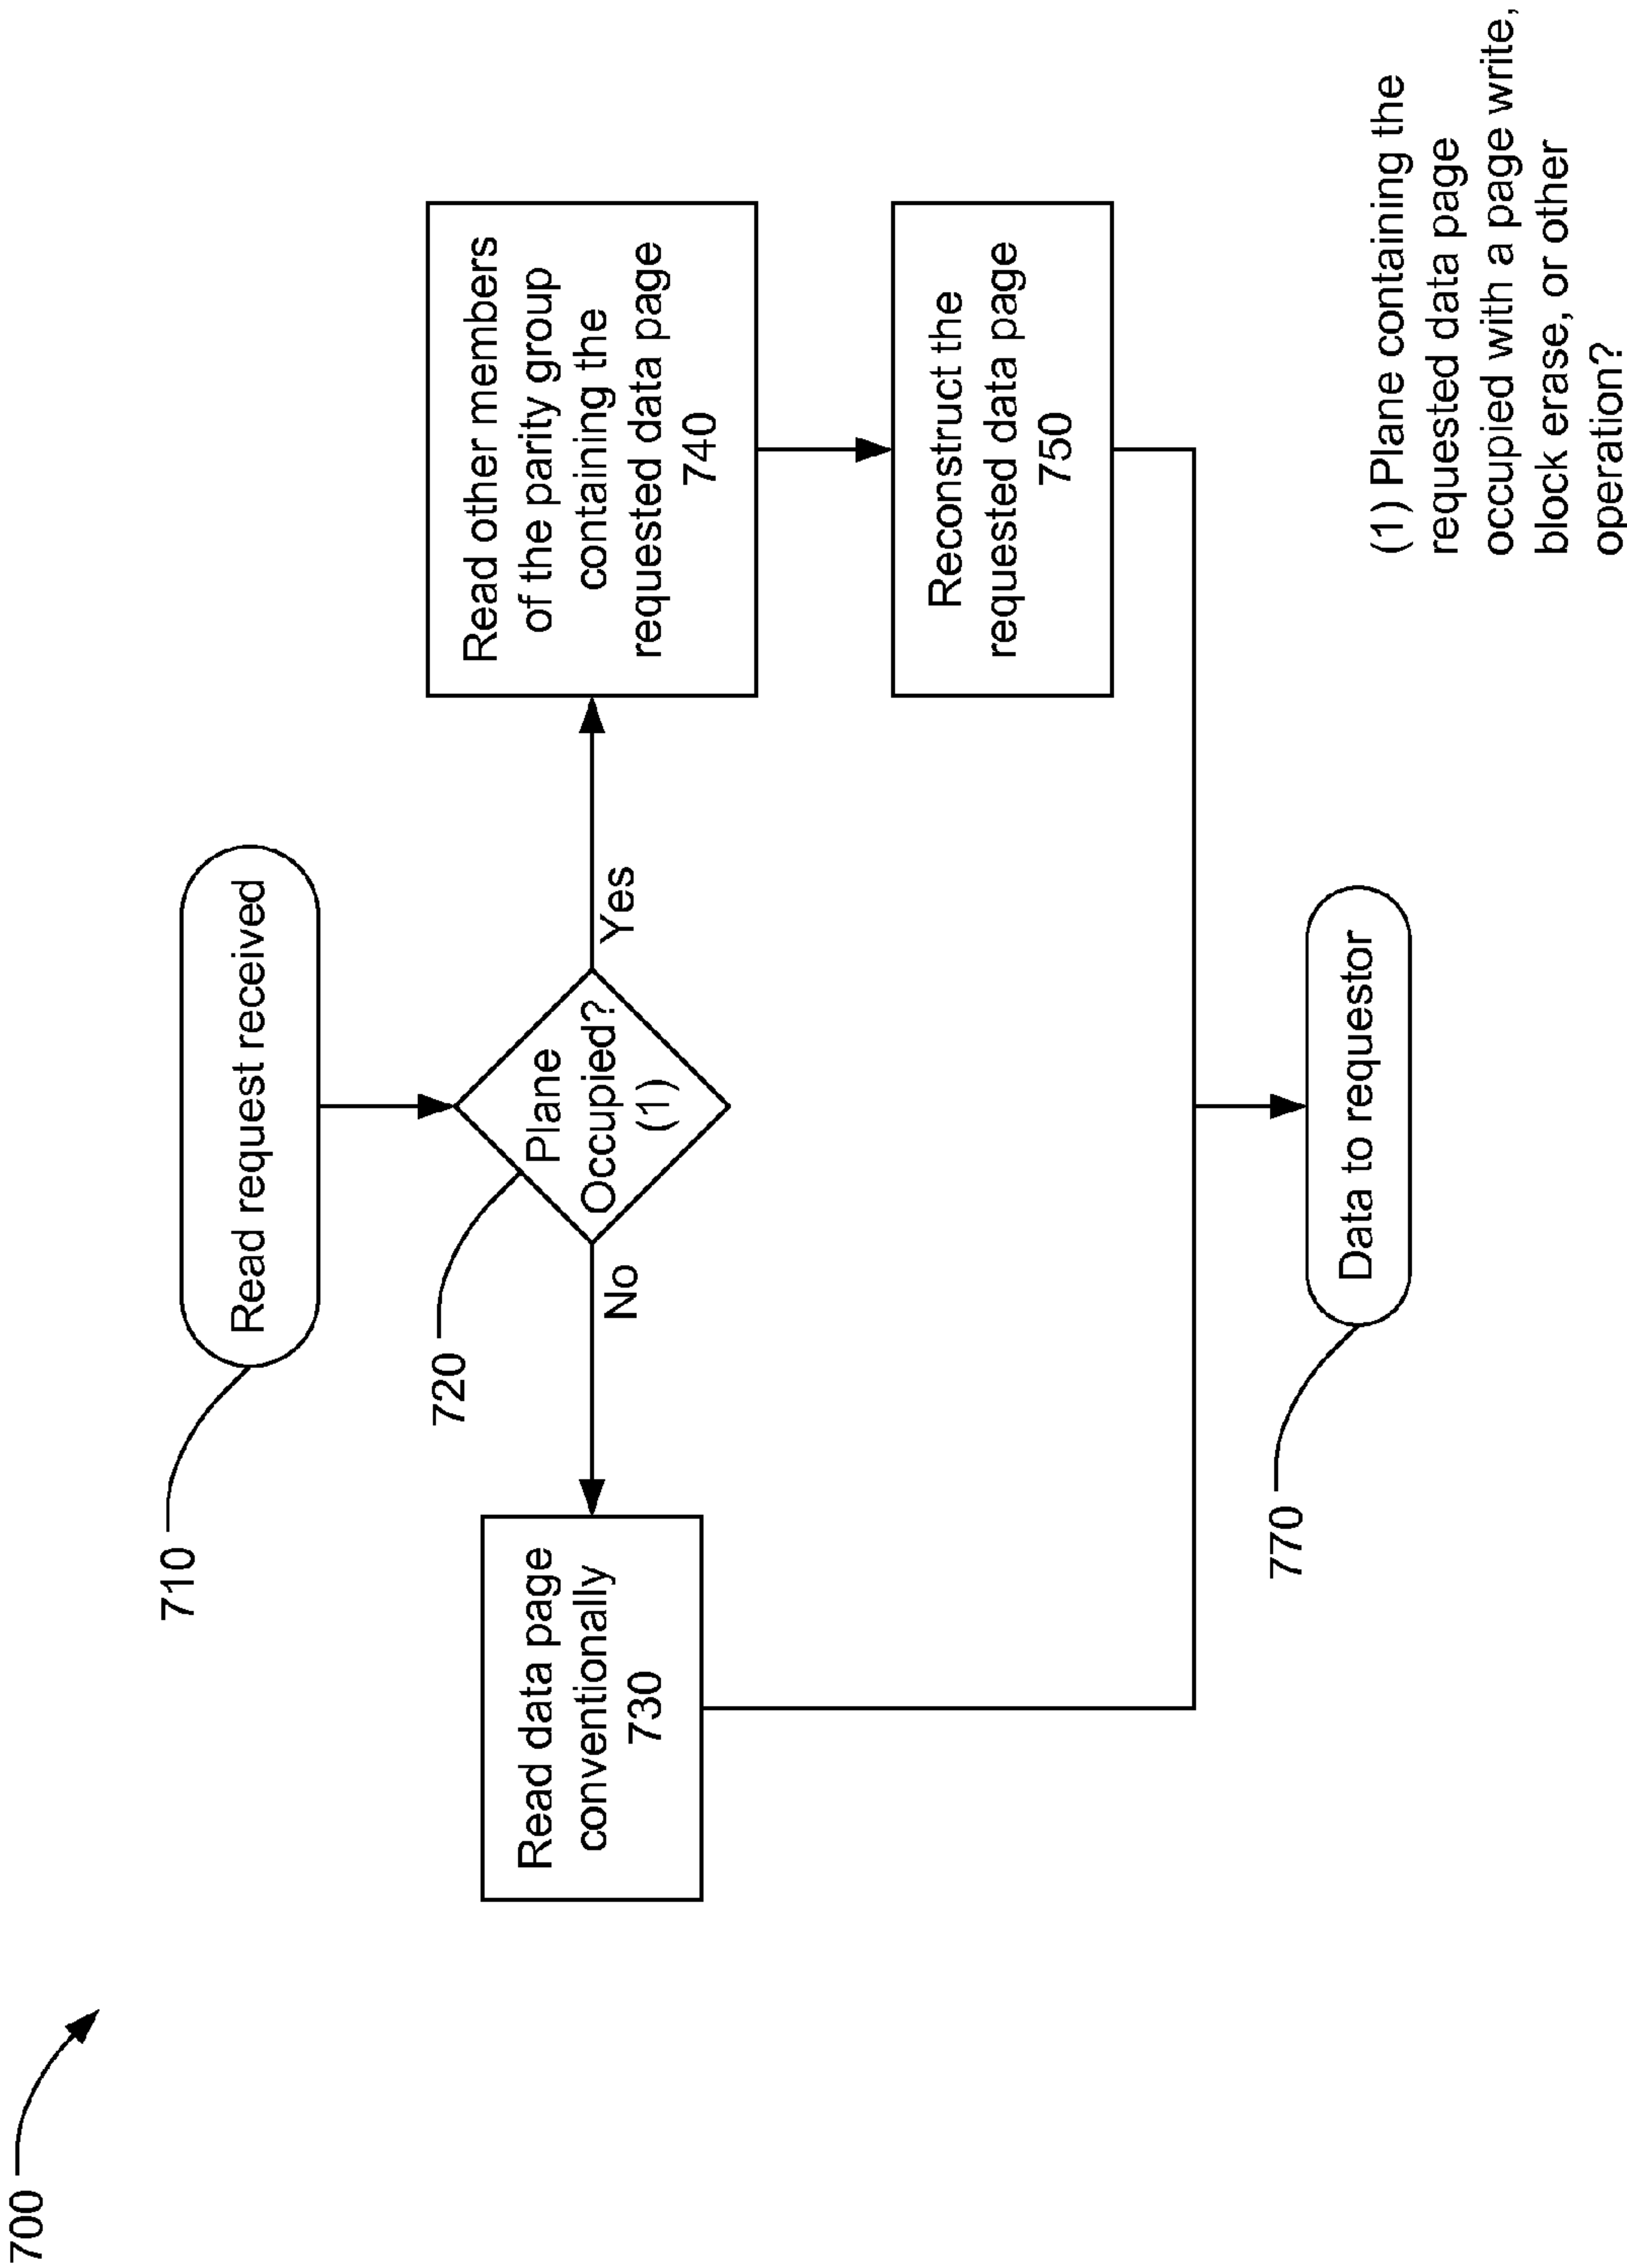 700
710
Read request received
720
Plane
Occupied?
(1)
No
Yes
Read data page
conventionally
730
Read other members
of the parity group
containing the
requested data page
740
Reconstruct the
requested data page
750
770
Data to requestor
(1) Plane containing the
requested data page
occupied with a page write,
block erase, or other
operation?